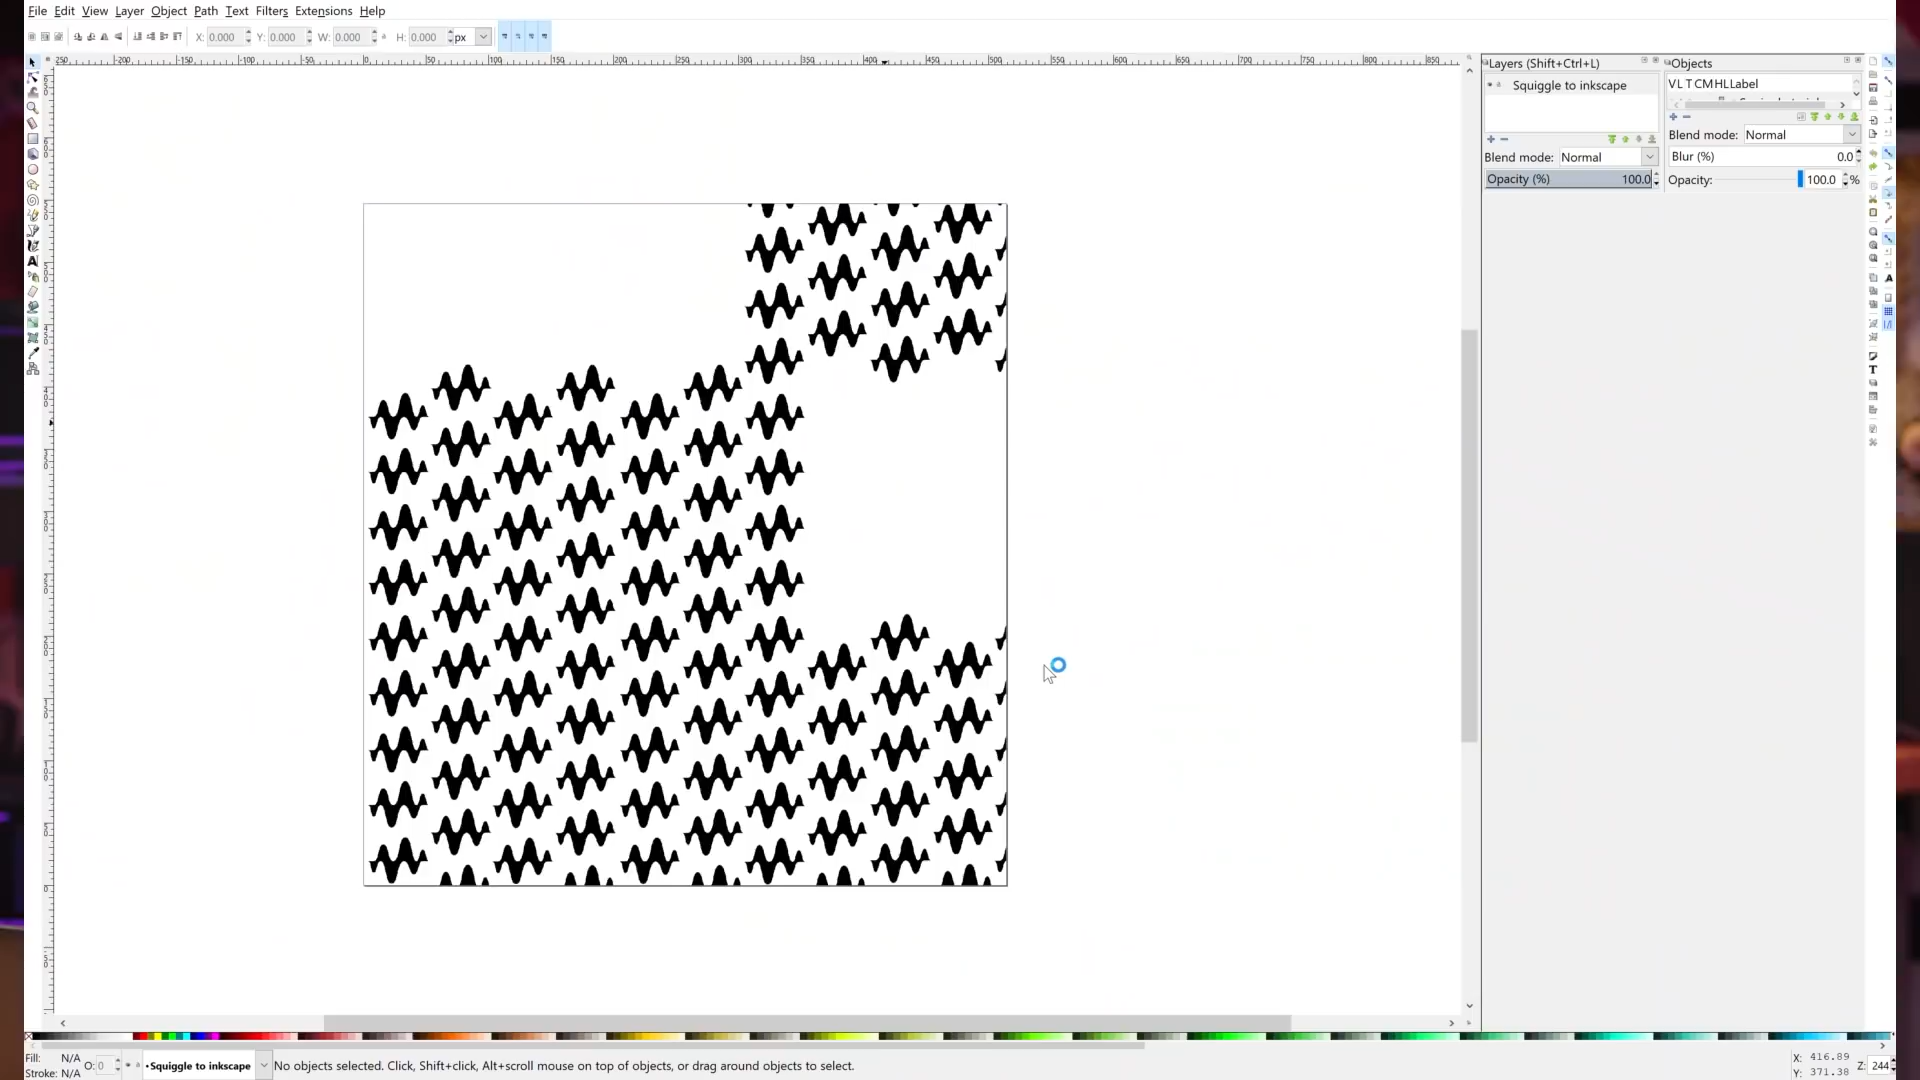 File Edit View Layer Object Path Text Filters Extensions Help
X: 0.000 Y: 0.000 W: 0.000 H: 0.000 px
Layers (Shift+Ctrl+L)
Squiggle to inkscape
Blend mode: Normal
Opacity (%) 100.0
Objects
VL T CMHLLabel
Blend mode: Normal
Blur (%) 0.0
Opacity: 100.0 %
Fill: N/A
Stroke: N/A
O: 0
•Squiggle to inkscape
No objects selected. Click, Shift+click, Alt+scroll mouse on top of objects, or drag around objects to select.
X: 416.89
Y: 371.38
Z: 244